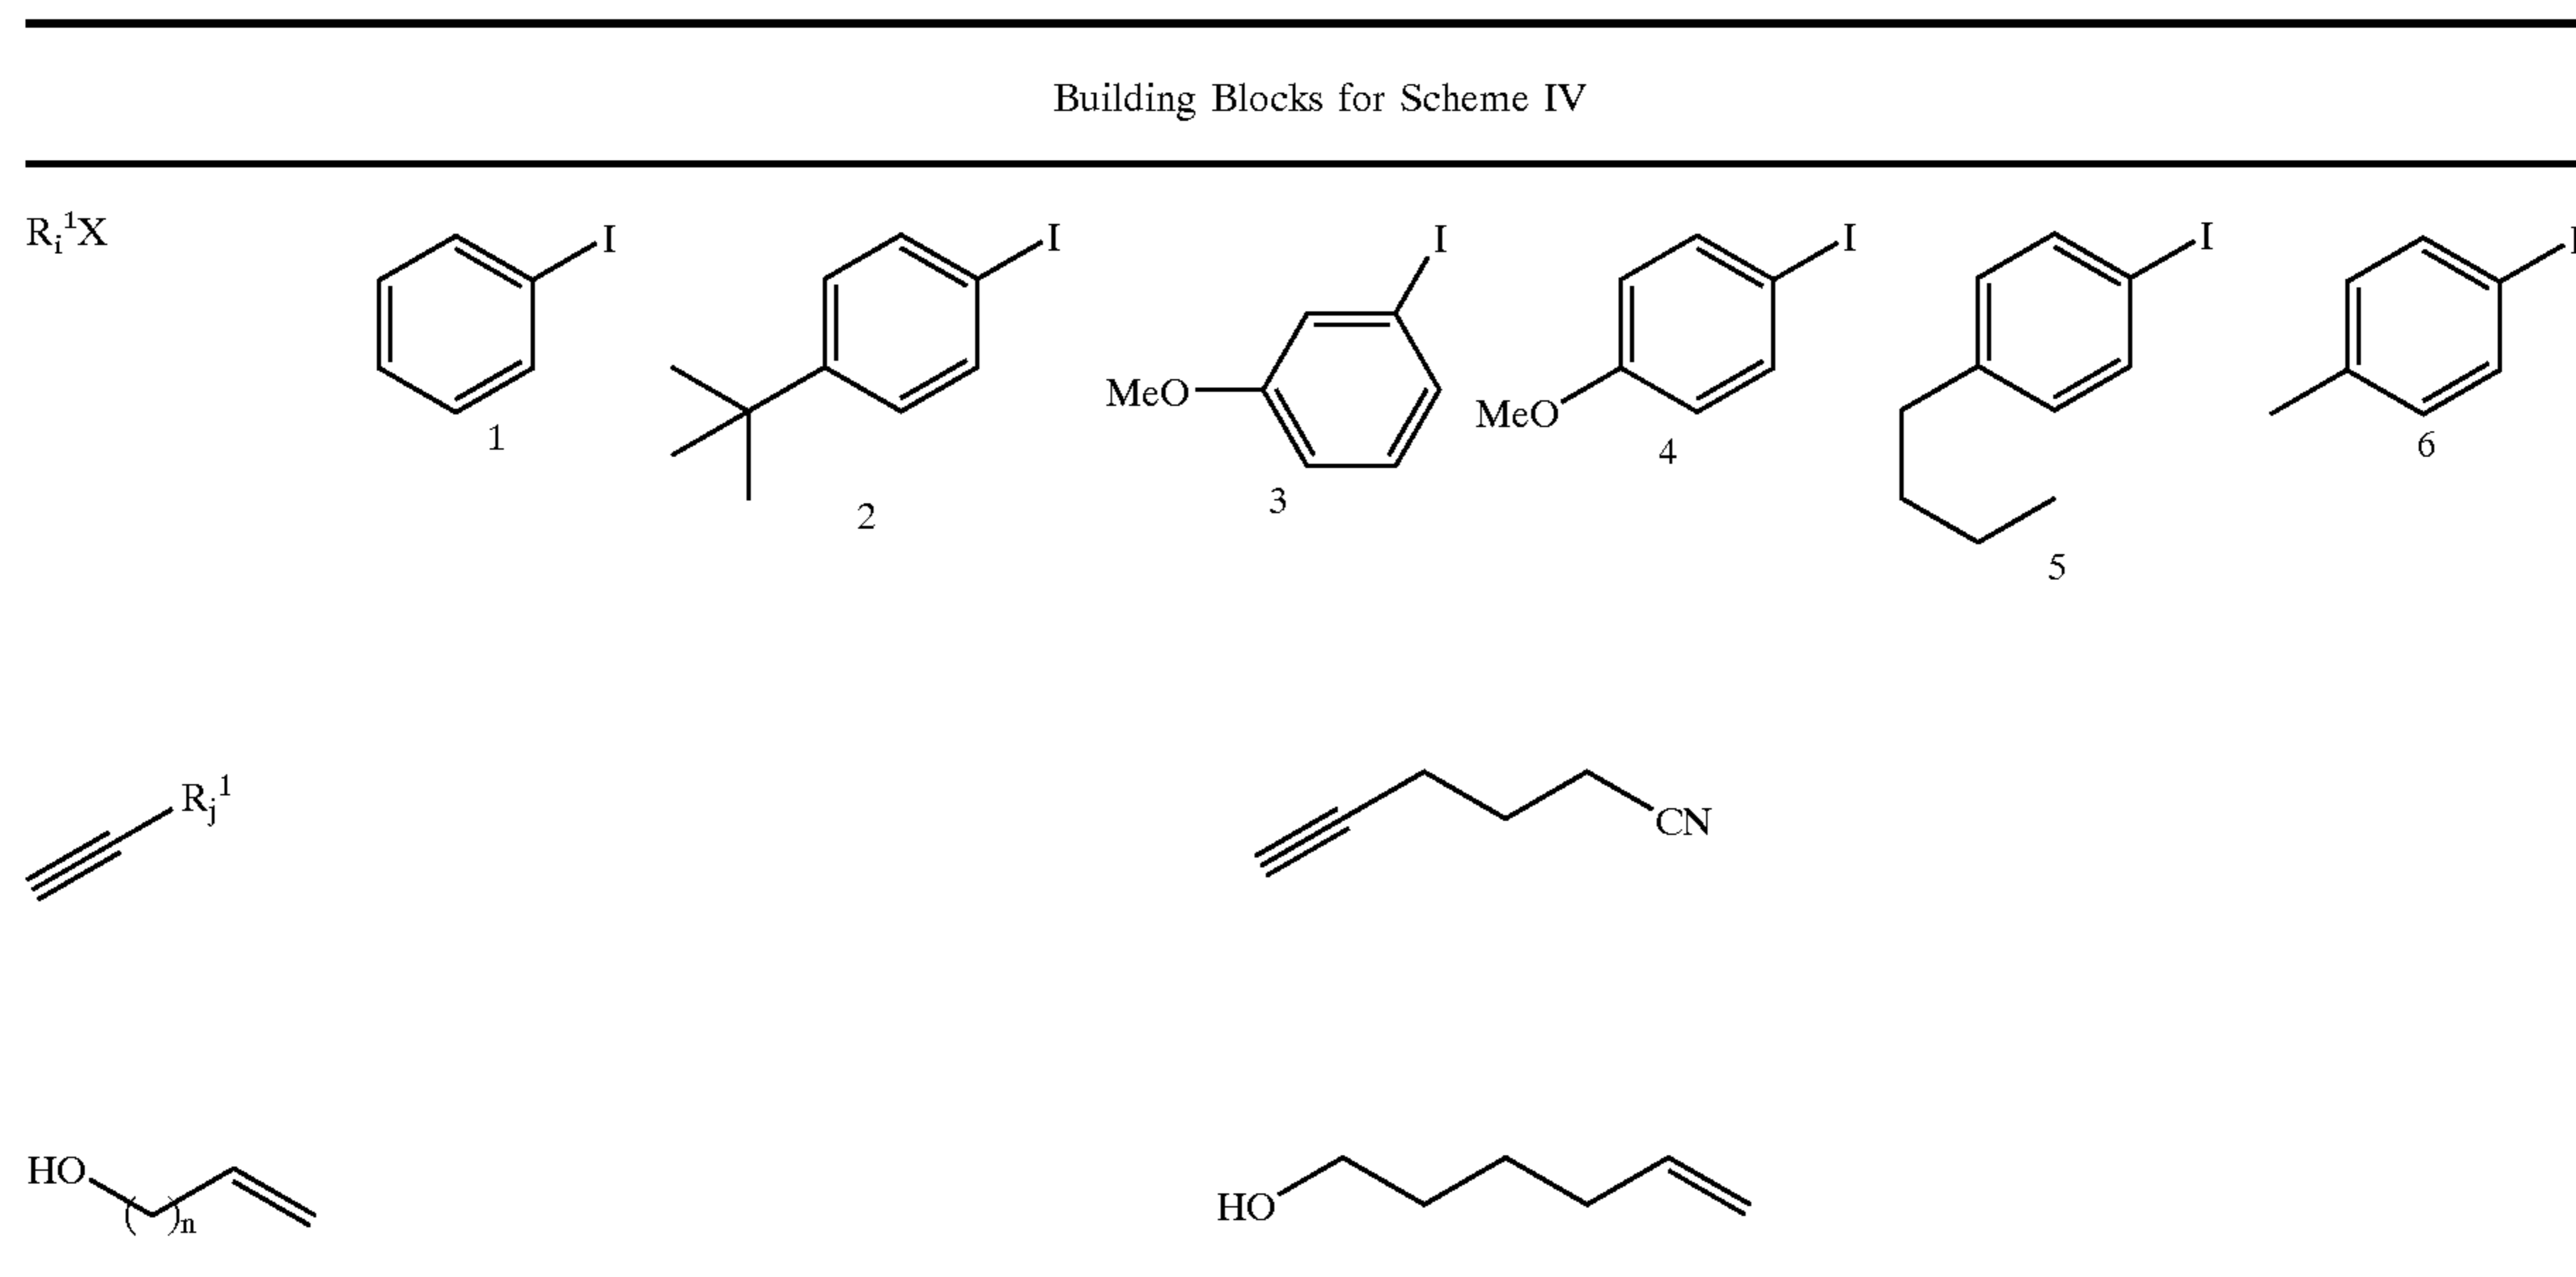 Building Blocks for Scheme IV
R_i^1X
I
I
I
I
I
I
MeO
MeO
1
2
3
4
5
6
R_j^1
CN
HO
( )n
HO